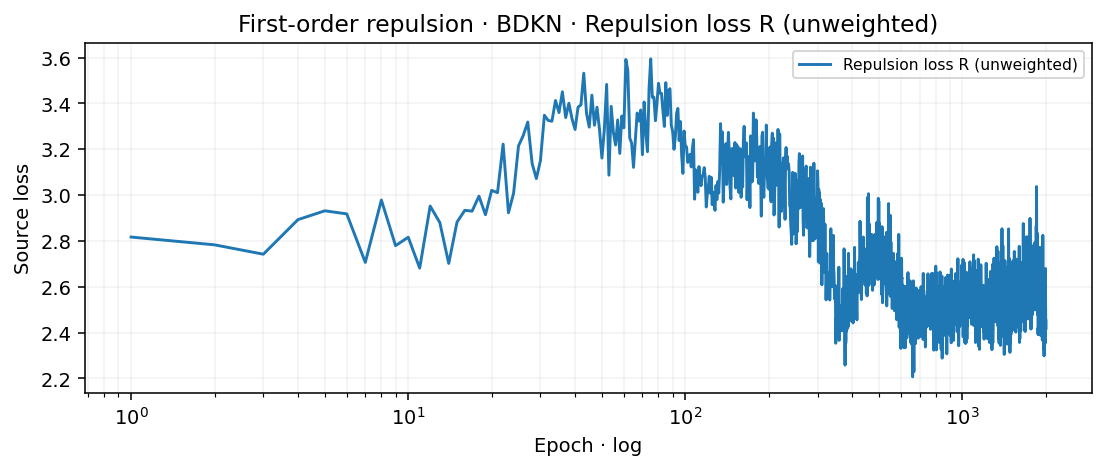 First-order repulsion · BDKN · Repulsion loss R (unweighted)
Repulsion loss R (unweighted)
Source loss
3.6
3.4
3.2
3.0
2.8
2.6
2.4
2.2
10⁰ 10¹ 10² 10³
Epoch · log